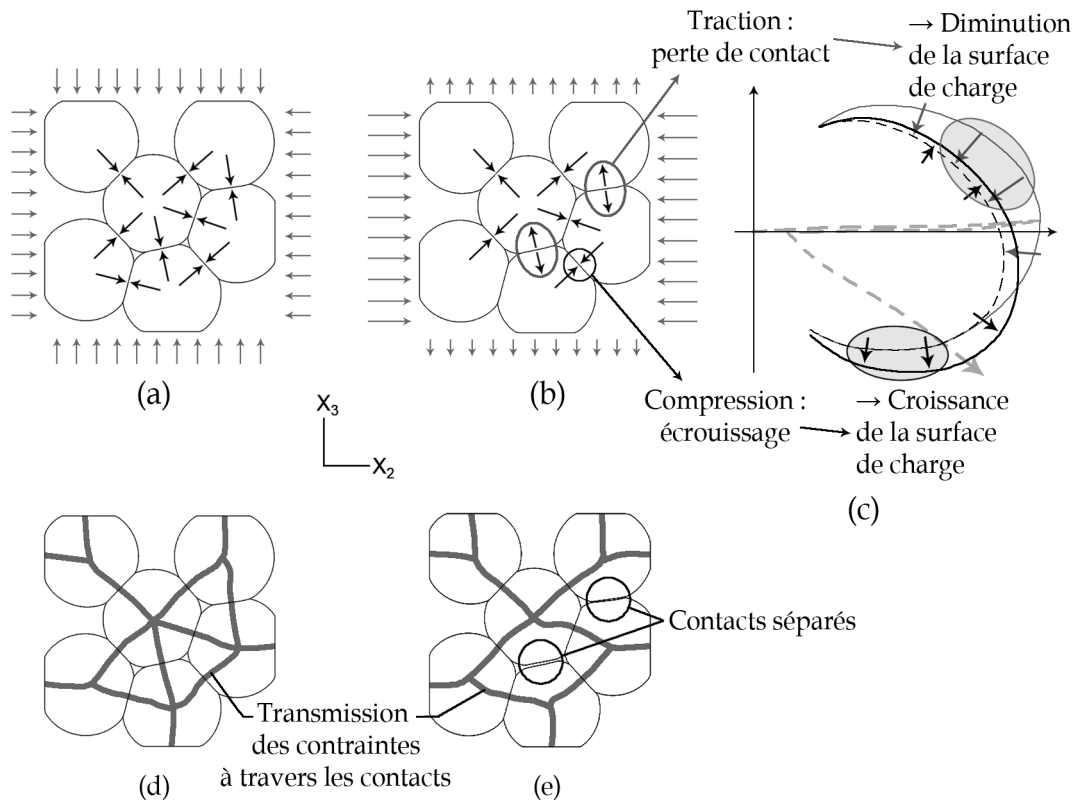 Traction :
perte de contact
→ Diminution
de la surface
de charge
(a)
(b)
Compression :
écrouissage
→ Croissance
de la surface
de charge
(c)
X3
X2
Contacts séparés
Transmission
des contraintes
à travers les contacts
(d)
(e)